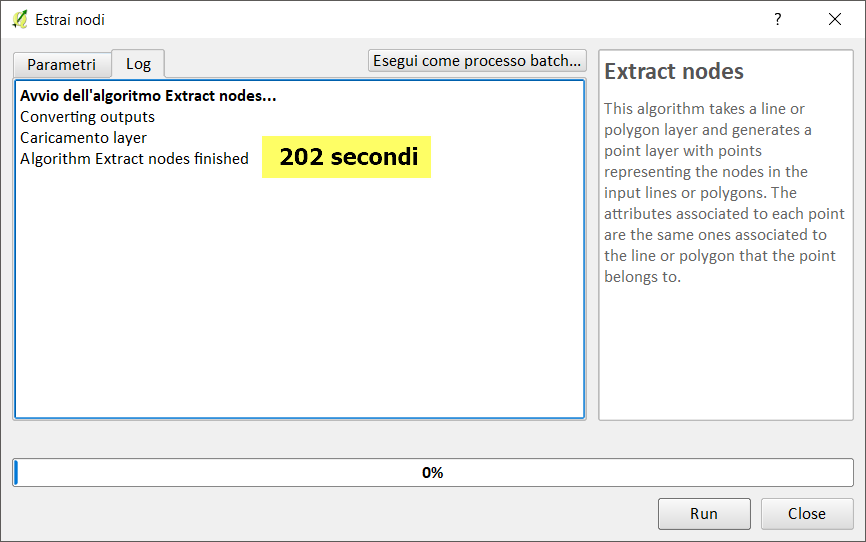 Estrai nodi
?
Parametri
Log
Esegui come processo batch...
Avvio dell'algoritmo Extract nodes...
Converting outputs
Caricamento layer
Algorithm Extract nodes finished
202 secondi
Extract nodes
This algorithm takes a line or
polygon layer and generates a
point layer with points
representing the nodes in the
input lines or polygons. The
attributes associated to each point
are the same ones associated to
the line or polygon that the point
belongs to.
0%
Run
Close